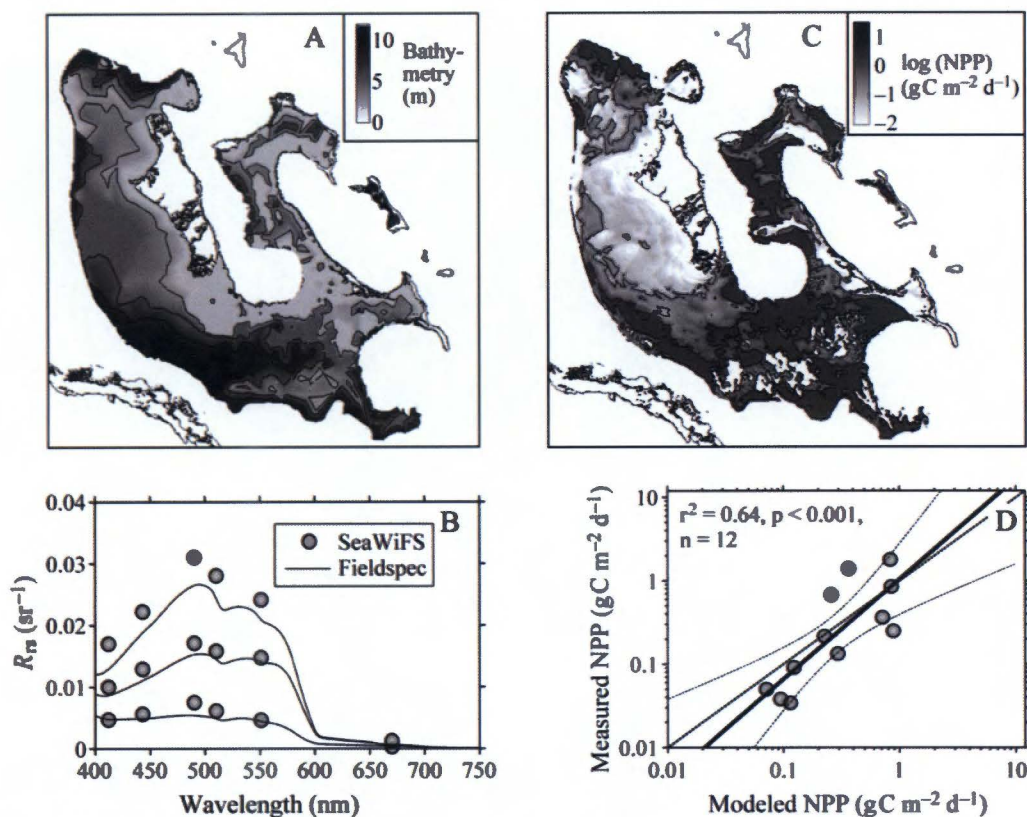 A
10
5
0
Bathy-
metry
(m)
C
1
0
−1
−2
log (NPP)
(gC m⁻² d⁻¹)
B
SeaWiFS
Fieldspec
0.04
0.03
0.02
0.01
0
Rrs (sr⁻¹)
400 450 500 550 600 650 700 750
Wavelength (nm)
D
r² = 0.64, p < 0.001,
n = 12
10
1
0.1
0.01
Measured NPP (gC m⁻² d⁻¹)
0.01 0.1 1 10
Modeled NPP (gC m⁻² d⁻¹)